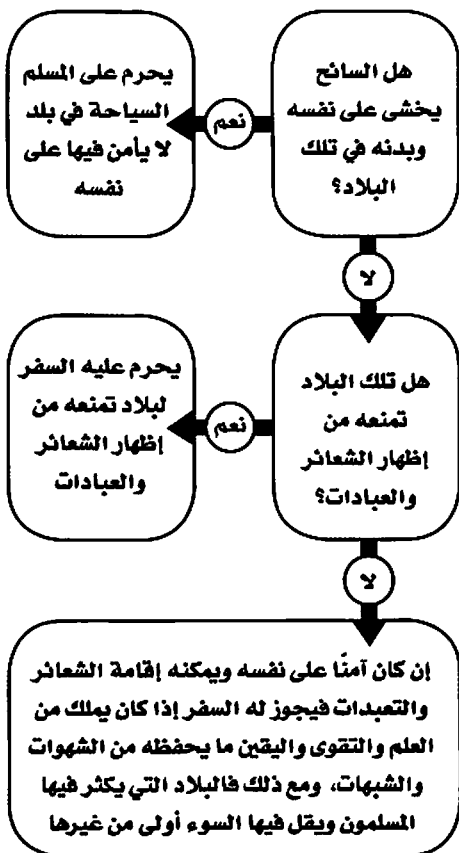 هل السائح
يخشى على نفسه
وبدنه في تلك
البلاد؟
نعم
يحرم على المسلم
السياحة في بلد
لا يأمن فيها على
نفسه
لا
هل تلك البلاد
تمنعه من
إظهار الشعائر
والعبادات؟
نعم
يحرم عليه السفر
لبلاد تمنعه من
إظهار الشعائر
والعبادات
لا
إن كان آمنًا على نفسه ويمكنه إقامة الشعائر
والتعبدات فيجوز له السفر إذا كان يملك من
العلم والتقوى واليقين ما يحفظه من الشهوات
والشبهات، ومع ذلك فالبلاد التي يكثر فيها
المسلمون ويقل فيها السوء أولى من غيرها